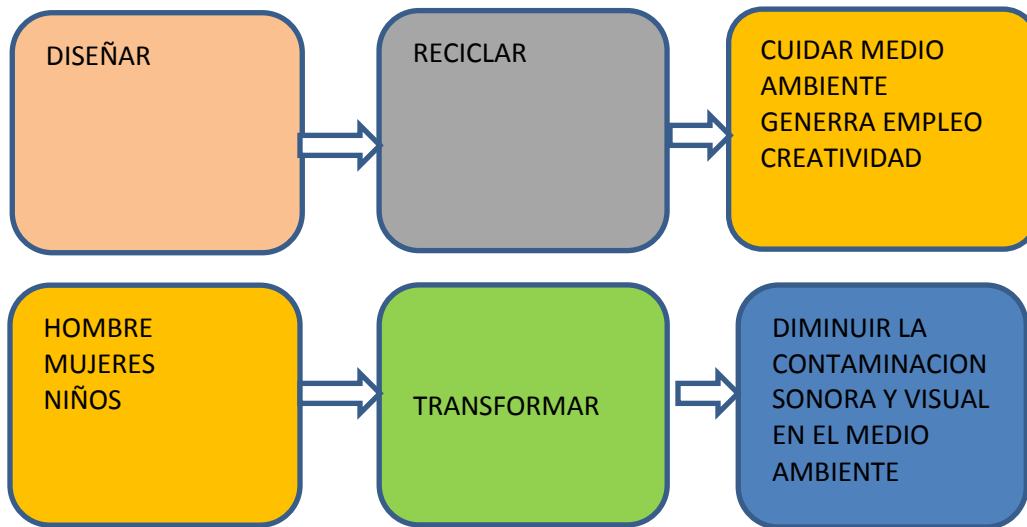 DISEÑAR
RECICLAR
CUIDAR MEDIO
AMBIENTE
GENERRA EMPLEO
CREATIVIDAD
HOMBRE
MUJERES
NIÑOS
TRANSFORMAR
DIMINUIR LA
CONTAMINACION
SONORA Y VISUAL
EN EL MEDIO
AMBIENTE